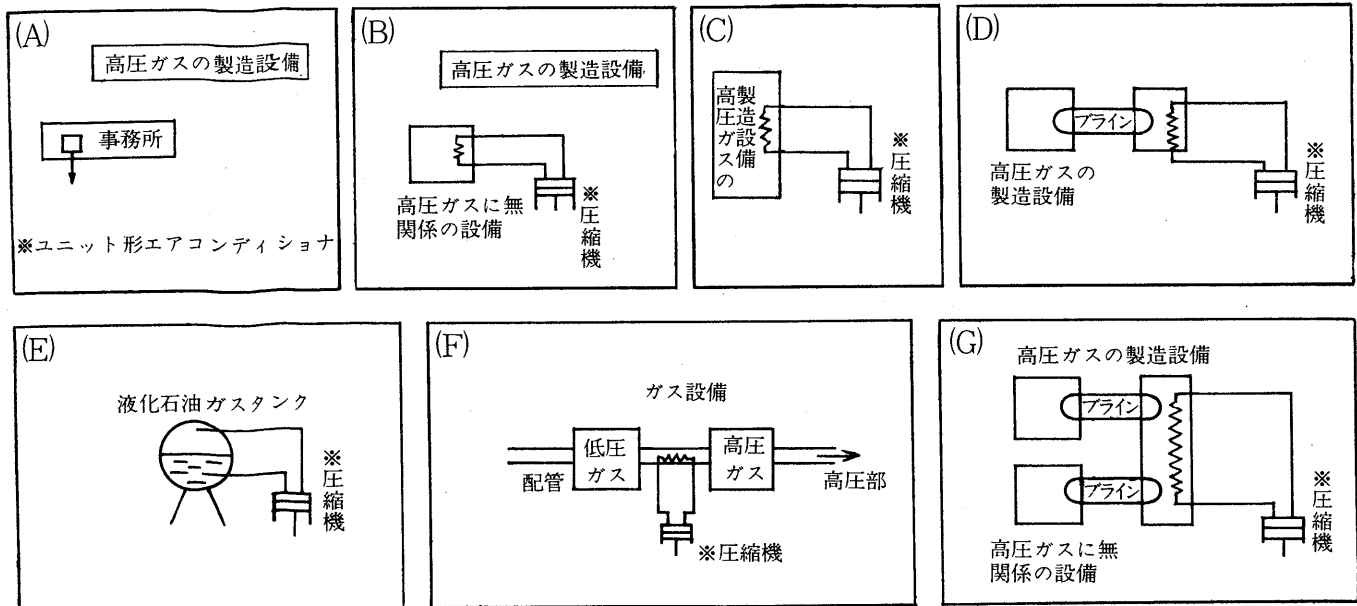 (A)
高圧ガスの製造設備
事務所
※ユニット形エアコンディショナ
(B)
高圧ガスの製造設備
高圧ガスに無
関係の設備
※圧縮機
(C)
高圧ガスの
製造設備
※圧縮機
(D)
ブライン
高圧ガスの
製造設備
※圧縮機
(E)
液化石油ガスタンク
※圧縮機
(F)
ガス設備
低圧
ガス
高圧
ガス
配管
高圧部
※圧縮機
(G)
高圧ガスの製造設備
ブライン
ブライン
高圧ガスに無
関係の設備
※圧縮機